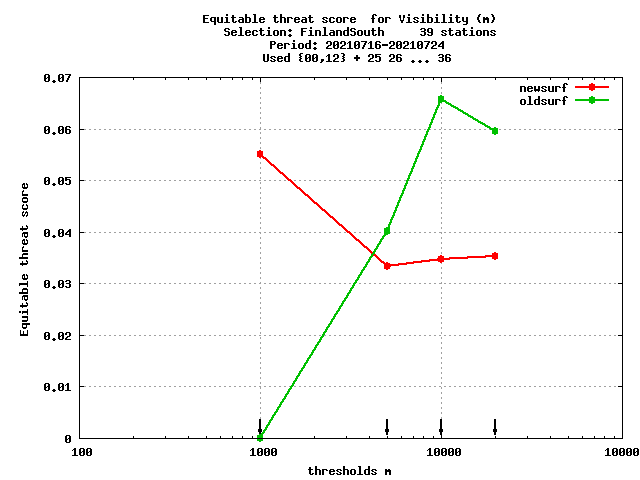 Equitable threat score  for Visibility (m)
Selection: FinlandSouth     39 stations
Period: 20210716-20210724
Used {00,12} + 25 26 ... 36
newsurf
oldsurf
Equitable threat score
0.07
0.06
0.05
0.04
0.03
0.02
0.01
0
100
1000
10000
10000
thresholds m